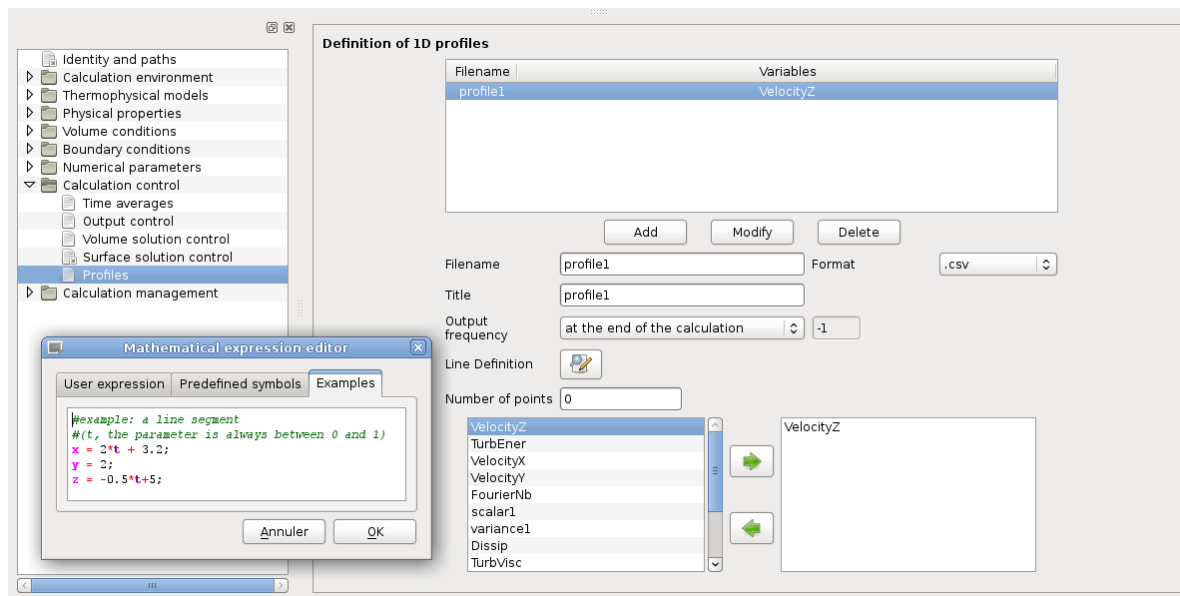 Identity and paths
Calculation environment
Thermophysical models
Physical properties
Volume conditions
Boundary conditions
Numerical parameters
Calculation control
Time averages
Output control
Volume solution control
Surface solution control
Profiles
Calculation management
Definition of 1D profiles
Filename Variables
profile1 VelocityZ
Add Modify Delete
Filename profile1 Format .csv
Title profile1
Output
frequency at the end of the calculation -1
Line Definition
Number of points 0
VelocityZ
TurbEner
VelocityX
VelocityY
FourierNb
scalar1
variance1
Dissip
TurbVisc
VelocityZ
Mathematical expression editor
User expression Predefined symbols Examples
#example: a line segment
#(t, the parameter is always between 0 and 1)
x = 2*t + 3.2;
y = 2;
z = -0.5*t+5;
Annuler OK